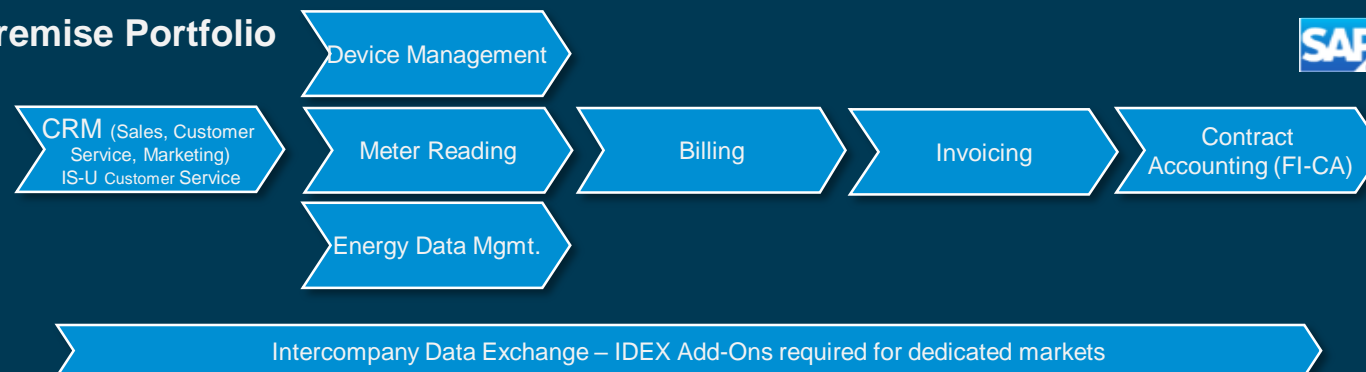 remise Portfolio
SAP
Device Management
CRM (Sales, Customer
Service, Marketing)
IS-U Customer Service
Meter Reading
Billing
Invoicing
Contract
Accounting (FI-CA)
Energy Data Mgmt.
Intercompany Data Exchange – IDEX Add-Ons required for dedicated markets